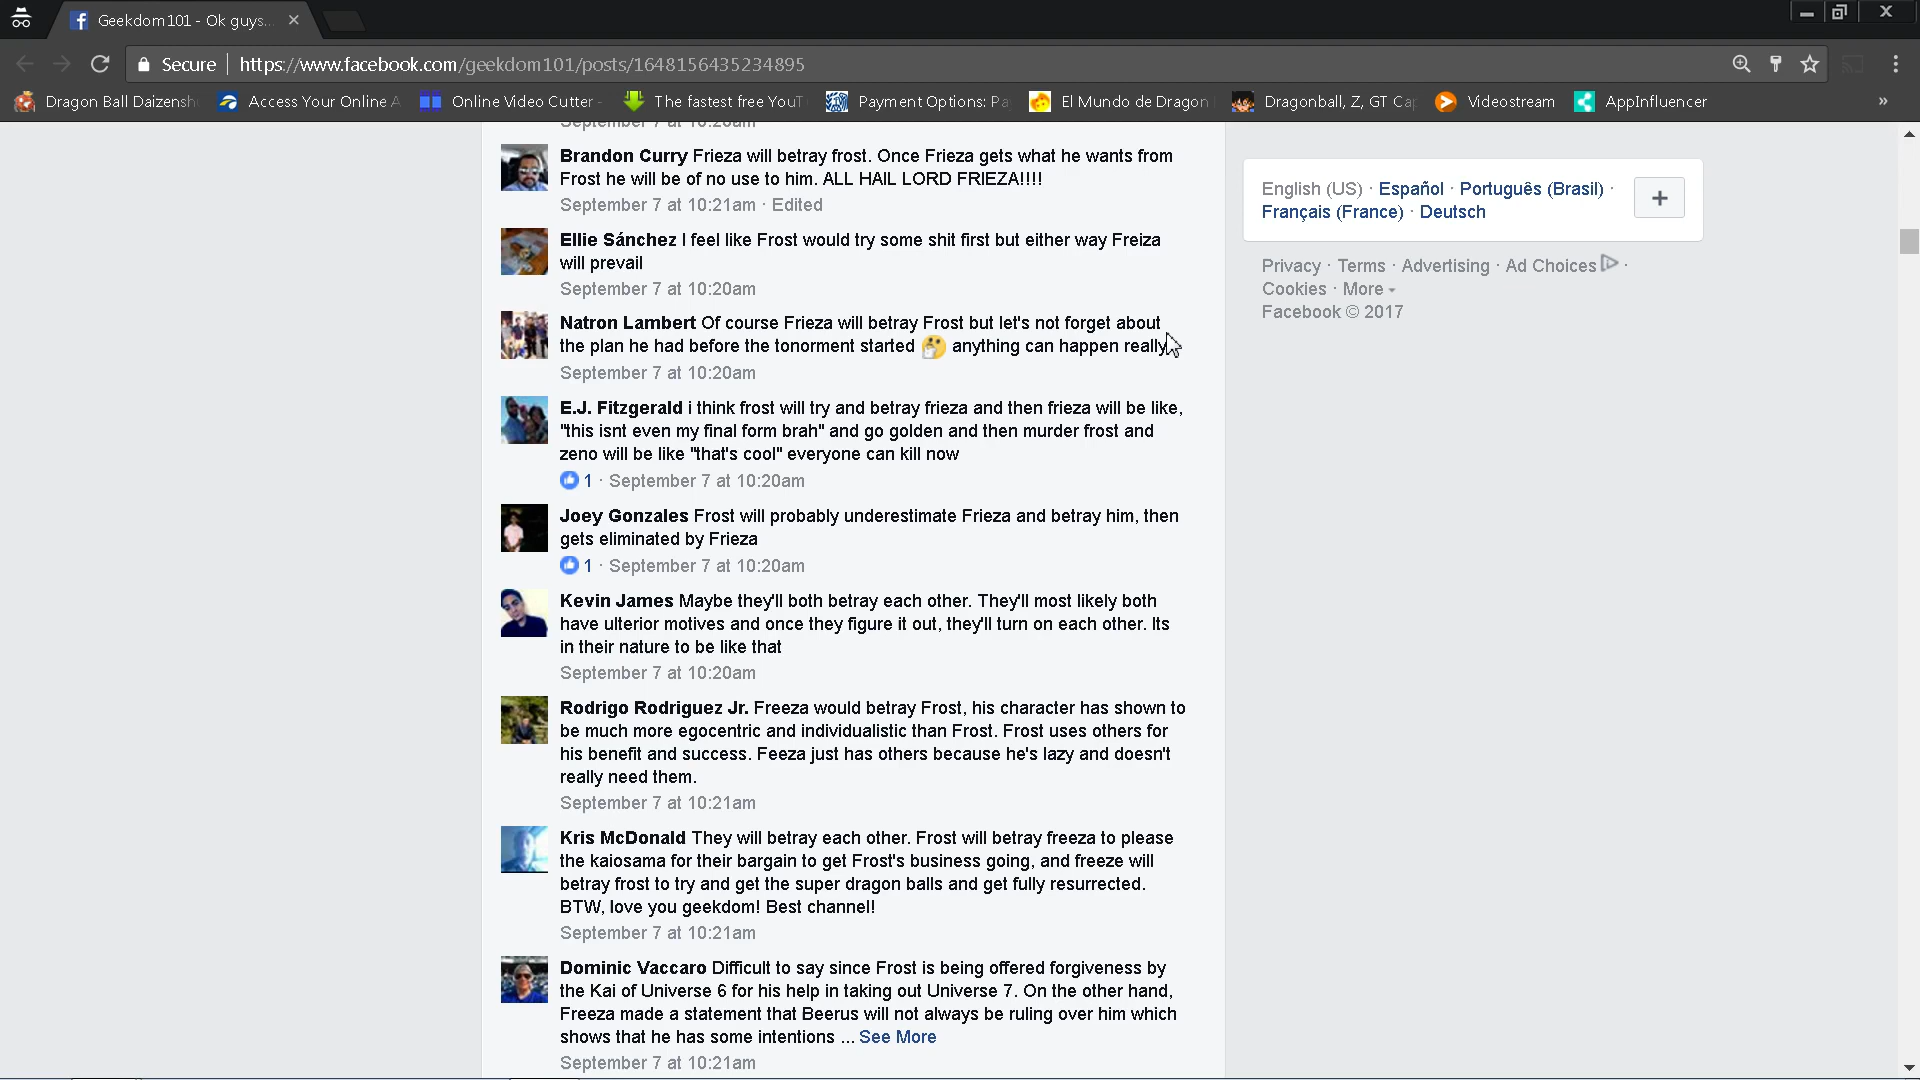 Geekdom101 - Ok guys...
Secure
https://www.facebook.com/geekdom101/posts/1648156435234895
Dragon Ball Daizensh
Access Your Online A
Online Video Cutter -
The fastest free YouT
Payment Options: Pa
El Mundo de Dragon
Dragonball, Z, GT Ca
Videostream
AppInfluencer
»
Brandon Curry Frieza will betray frost. Once Frieza gets what he wants from
Frost he will be of no use to him. ALL HAIL LORD FRIEZA!!!!
September 7 at 10:21am · Edited
Ellie Sánchez I feel like Frost would try some shit first but either way Freiza
will prevail
September 7 at 10:20am
Natron Lambert Of course Frieza will betray Frost but let's not forget about
the plan he had before the tonorment started 🤔 anything can happen really
September 7 at 10:20am
E.J. Fitzgerald i think frost will try and betray frieza and then frieza will be like,
"this isnt even my final form brah" and go golden and then murder frost and
zeno will be like "that's cool" everyone can kill now
1 · September 7 at 10:20am
Joey Gonzales Frost will probably underestimate Frieza and betray him, then
gets eliminated by Frieza
1 · September 7 at 10:20am
Kevin James Maybe they'll both betray each other. They'll most likely both
have ulterior motives and once they figure it out, they'll turn on each other. Its
in their nature to be like that
September 7 at 10:20am
Rodrigo Rodriguez Jr. Freeza would betray Frost, his character has shown to
be much more egocentric and individualistic than Frost. Frost uses others for
his benefit and success. Feeza just has others because he's lazy and doesn't
really need them.
September 7 at 10:21am
Kris McDonald They will betray each other. Frost will betray freeza to please
the kaiosama for their bargain to get Frost's business going, and freeze will
betray frost to try and get the super dragon balls and get fully resurrected.
BTW, love you geekdom! Best channel!
September 7 at 10:21am
Dominic Vaccaro Difficult to say since Frost is being offered forgiveness by
the Kai of Universe 6 for his help in taking out Universe 7. On the other hand,
Freeza made a statement that Beerus will not always be ruling over him which
shows that he has some intentions ... See More
September 7 at 10:21am
English (US) · Español · Português (Brasil) ·
Français (France) · Deutsch
Privacy · Terms · Advertising · Ad Choices ·
Cookies · More
Facebook © 2017